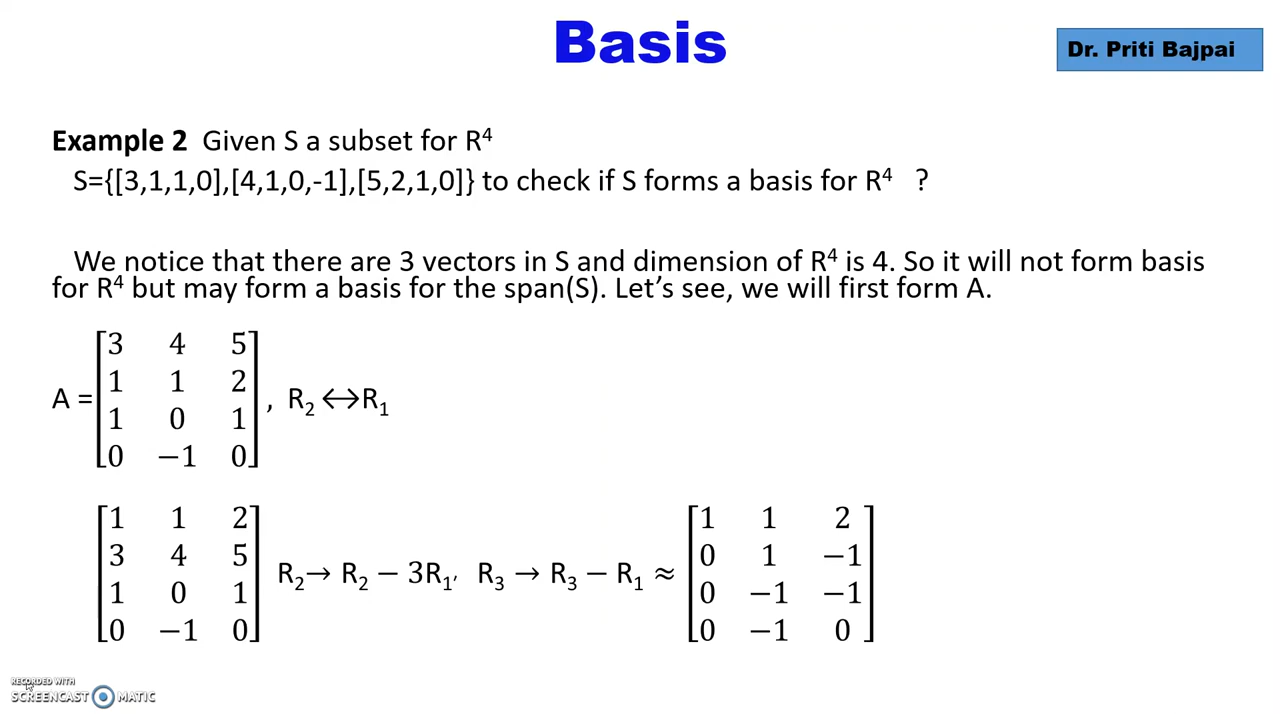 Basis
Dr. Priti Bajpai
Example 2 Given S a subset for R⁴
S={[3,1,1,0],[4,1,0,-1],[5,2,1,0]} to check if S forms a basis for R⁴ ?
We notice that there are 3 vectors in S and dimension of R⁴ is 4. So it will not form basis
for R⁴ but may form a basis for the span(S). Let's see, we will first form A.
3 4 5
1 1 2
A = , R₂ ↔R₁
1 0 1
0 −1 0
1 1 2 1 1 2
3 4 5 0 1 −1
R₂→ R₂ − 3R₁, R₃ → R₃ − R₁ ≈
1 0 1 0 −1 −1
0 −1 0 0 −1 0
RECORDED WITH
SCREENCAST MATIC